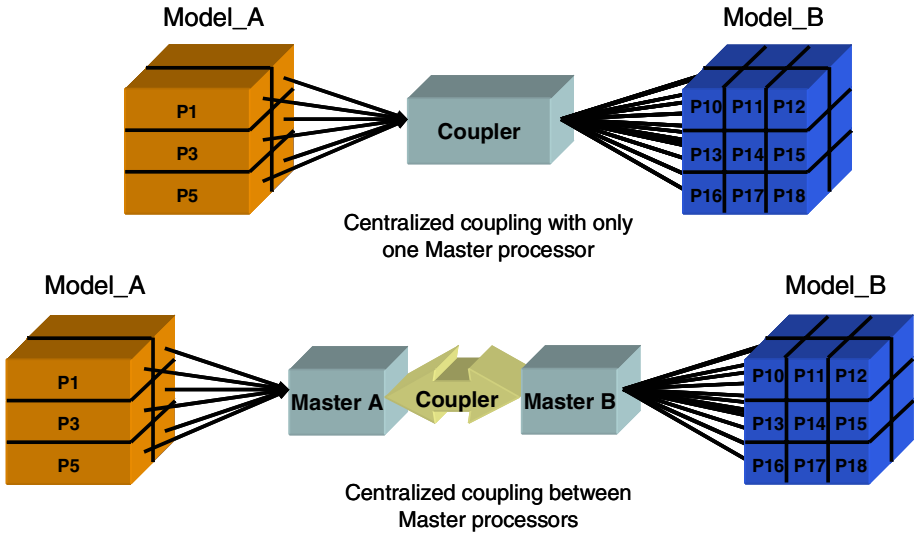 Model_A
Model_B
P1
P3
P5
Coupler
P10 P11 P12
P13 P14 P15
P16 P17 P18
Centralized coupling with only
one Master processor
Model_A
Model_B
P1
P3
P5
Master A
Coupler
Master B
P10 P11 P12
P13 P14 P15
P16 P17 P18
Centralized coupling between
Master processors